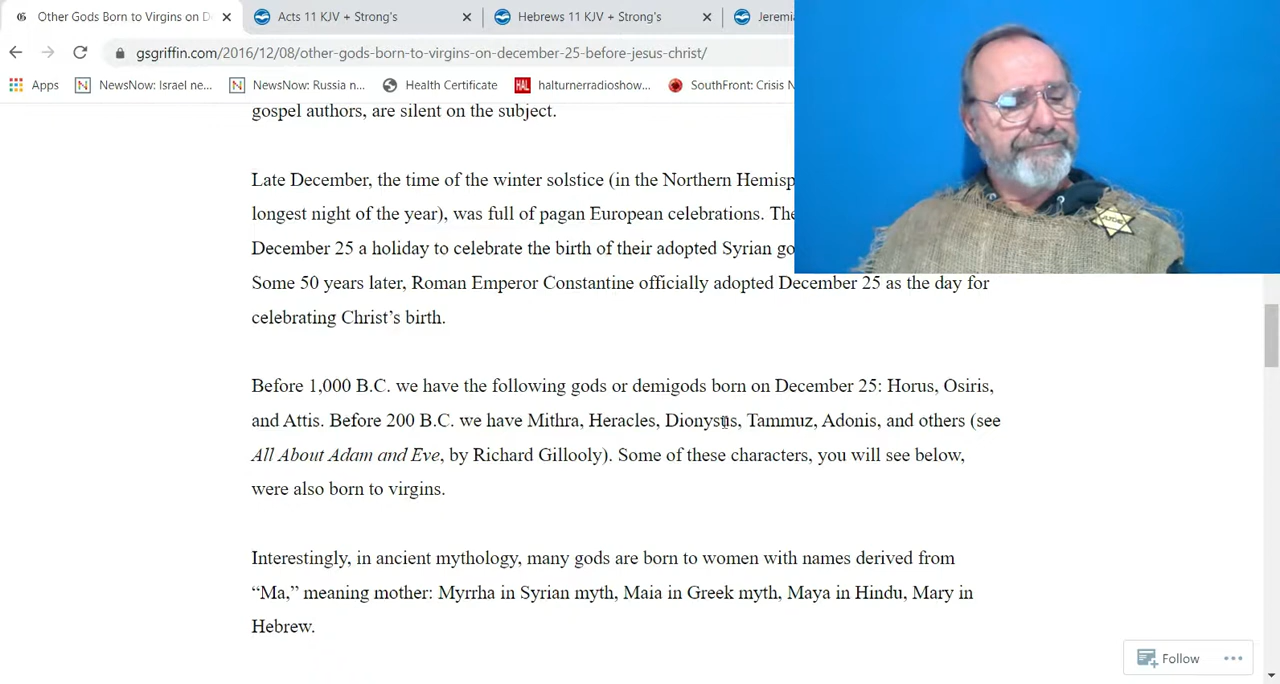 Other Gods Born to Virgins on D
Acts 11 KJV + Strong's
Hebrews 11 KJV + Strong's
Jeremi
gsgriffin.com/2016/12/08/other-gods-born-to-virgins-on-december-25-before-jesus-christ/
Apps
NewsNow: Israel ne...
NewsNow: Russia n...
Health Certificate
HAL
halturnerradioshow...
SouthFront: Crisis N
gospel authors, are silent on the subject.
Late December, the time of the winter solstice (in the Northern Hemisp
longest night of the year), was full of pagan European celebrations. The
December 25 a holiday to celebrate the birth of their adopted Syrian go
Some 50 years later, Roman Emperor Constantine officially adopted December 25 as the day for
celebrating Christ’s birth.
Before 1,000 B.C. we have the following gods or demigods born on December 25: Horus, Osiris,
and Attis. Before 200 B.C. we have Mithra, Heracles, Dionysus, Tammuz, Adonis, and others (see
All About Adam and Eve, by Richard Gillooly). Some of these characters, you will see below,
were also born to virgins.
Interestingly, in ancient mythology, many gods are born to women with names derived from
“Ma,” meaning mother: Myrrha in Syrian myth, Maia in Greek myth, Maya in Hindu, Mary in
Hebrew.
Follow